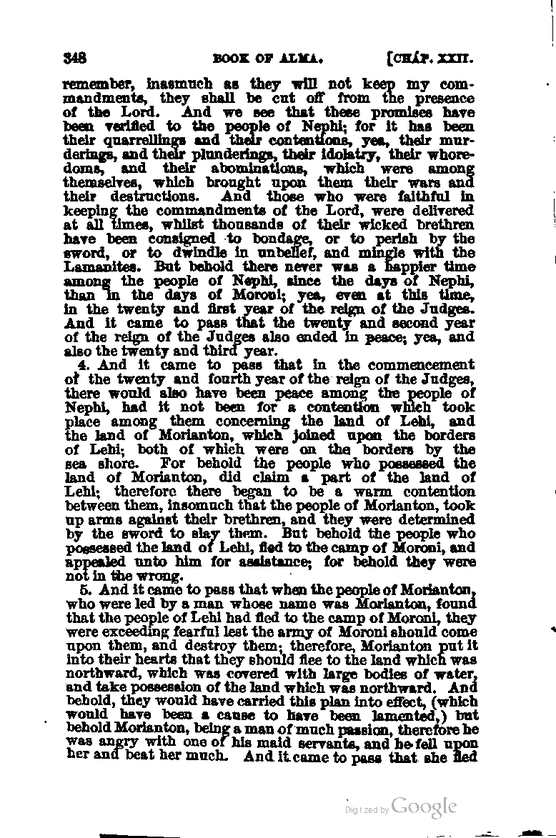 348 BOOK OF ALMA. [CHAP. XXII.
remember, inasmuch as they will not keep my com-
mandments, they shall be cut off from the presence
of the Lord. And we see that these promises have
been verified to the people of Nephi; for it has been
their quarrellings and their contentions, yea, their mur-
derings, and their plunderings, their idolatry, their whore-
doms, and their abominations, which were among
themselves, which brought upon them their wars and
their destructions. And those who were faithful in
keeping the commandments of the Lord, were delivered
at all times, whilst thousands of their wicked brethren
have been consigned to bondage, or to perish by the
sword, or to dwindle in unbelief, and mingle with the
Lamanites. But behold there never was a happier time
among the people of Nephi, since the days of Nephi,
than in the days of Moroni; yea, even at this time,
in the twenty and first year of the reign of the Judges.
And it came to pass that the twenty and second year
of the reign of the Judges also ended in peace; yea, and
also the twenty and third year.
4. And it came to pass that in the commencement
of the twenty and fourth year of the reign of the Judges,
there would also have been peace among the people of
Nephi, had it not been for a contention which took
place among them concerning the land of Lehi, and
the land of Morianton, which joined upon the borders
of Lehi; both of which were on the borders by the
sea shore. For behold the people who possessed the
land of Morianton, did claim a part of the land of
Lehi; therefore there began to be a warm contention
between them, insomuch that the people of Morianton, took
up arms against their brethren, and they were determined
by the sword to slay them. But behold the people who
possessed the land of Lehi, fled to the camp of Moroni, and
appealed unto him for assistance; for behold they were
not in the wrong.
5. And it came to pass that when the people of Morianton,
who were led by a man whose name was Morianton, found
that the people of Lehi had fled to the camp of Moroni, they
were exceeding fearful lest the army of Moroni should come
upon them, and destroy them; therefore, Morianton put it
into their hearts that they should flee to the land which was
northward, which was covered with large bodies of water,
and take possession of the land which was northward. And
behold, they would have carried this plan into effect, (which
would have been a cause to have been lamented,) but
behold Morianton, being a man of much passion, therefore he
was angry with one of his maid servants, and he fell upon
her and beat her much. And it came to pass that she fled
Digitized by Google